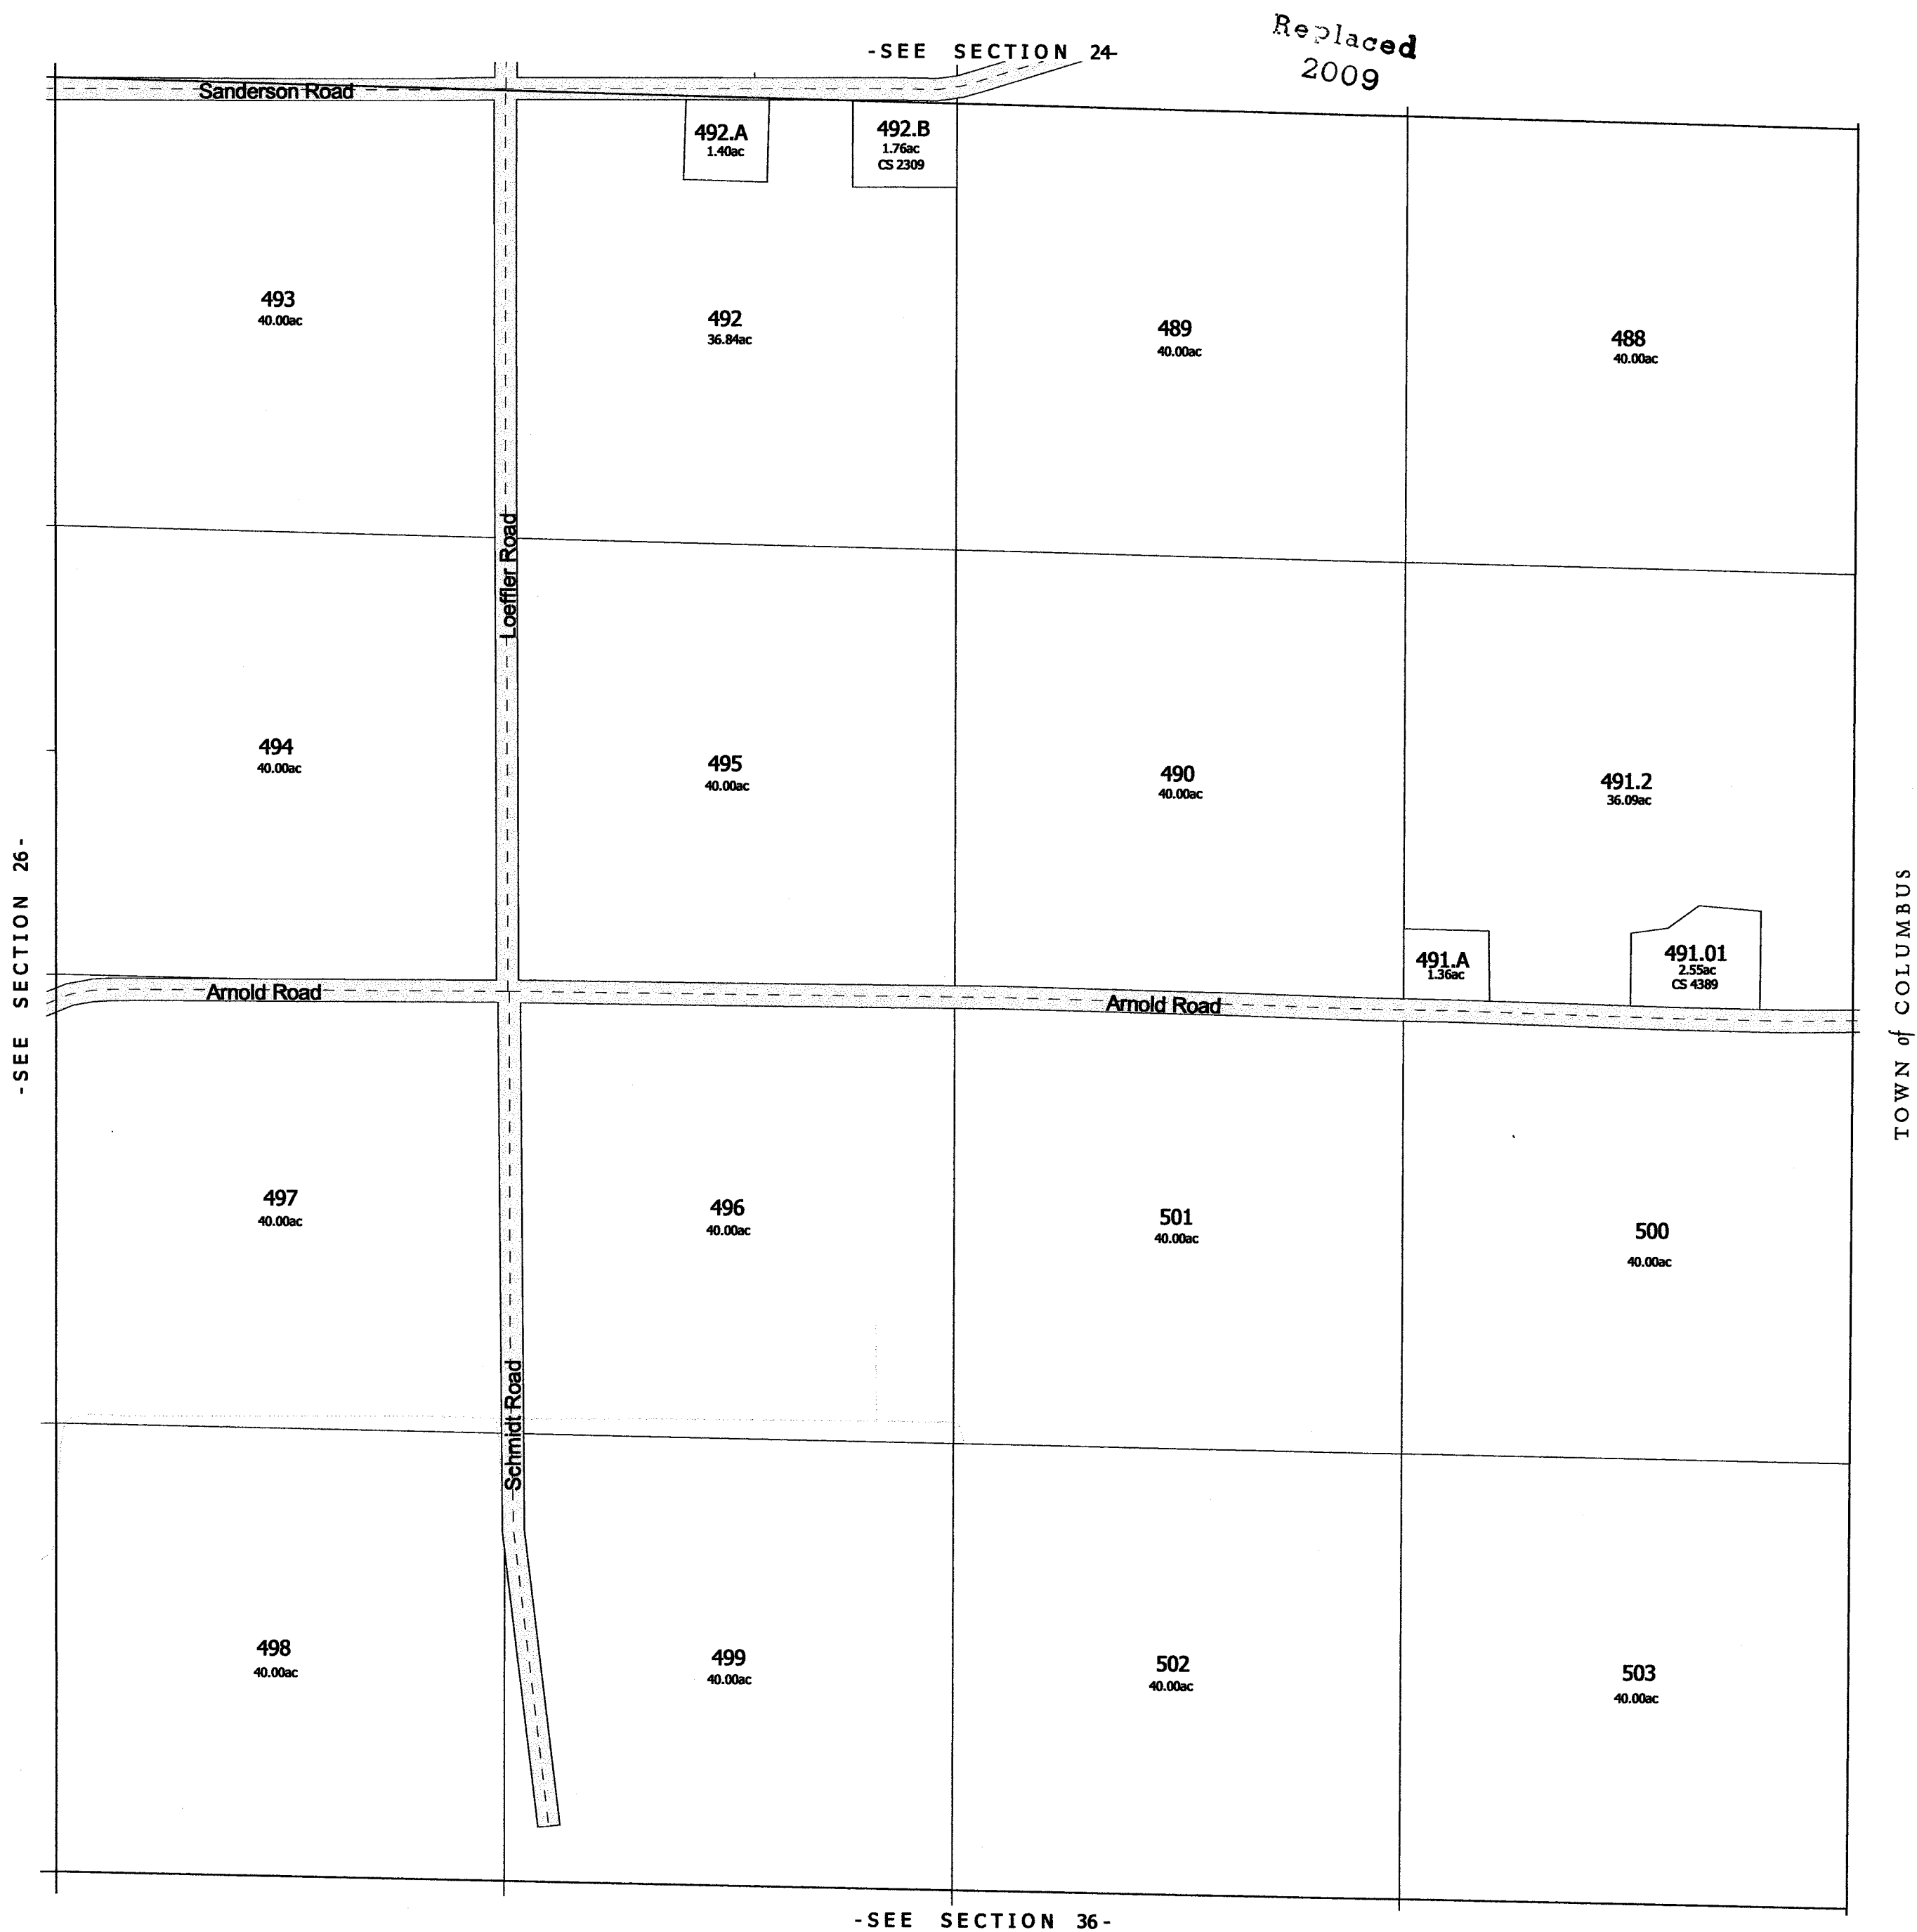 Replaced
2009
-SEE SECTION 24-
Sanderson Road
492.A
1.40ac
492.B
1.76ac
CS 2309
493
40.00ac
492
36.84ac
489
40.00ac
488
40.00ac
Loeffler Road
494
40.00ac
495
40.00ac
490
40.00ac
491.2
36.09ac
-SEE SECTION 26-
TOWN of COLUMBUS
491.A
1.36ac
491.01
2.55ac
CS 4389
Arnold Road
Arnold Road
497
40.00ac
496
40.00ac
501
40.00ac
500
40.00ac
Schmidt Road
498
40.00ac
499
40.00ac
502
40.00ac
503
40.00ac
-SEE SECTION 36-